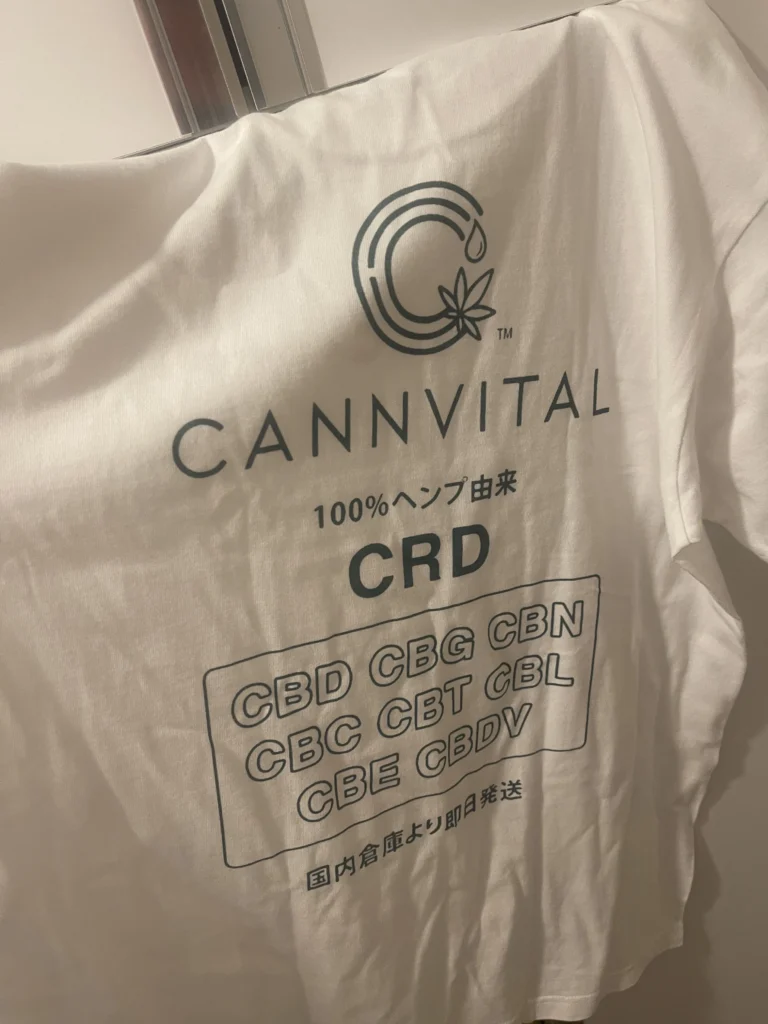 TM
CANNVITAL
100%ヘンプ由来
CRD
CBD CBG CBN
CBC CBT CBL
CBE CBDV
国内倉庫より即日発送